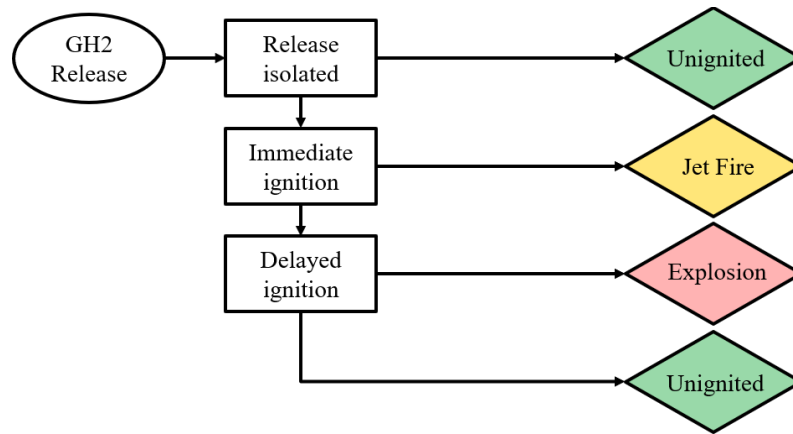 GH2
Release
Release
isolated
Unignited
Immediate
ignition
Jet Fire
Delayed
ignition
Explosion
Unignited